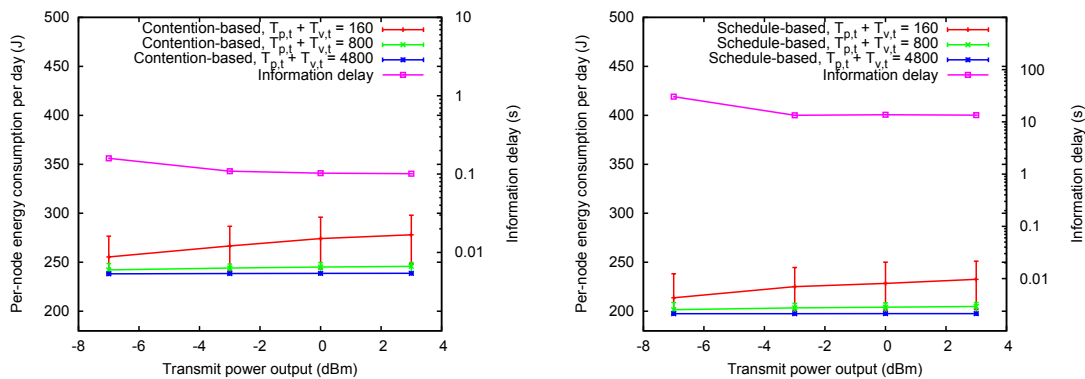 Contention-based, Tp,t + Tv,t = 160
Contention-based, Tp,t + Tv,t = 800
Contention-based, Tp,t + Tv,t = 4800
Information delay
Per-node energy consumption per day (J)
500
450
400
350
300
250
200
10
1
0.1
0.01
Information delay (s)
-8 -6 -4 -2 0 2 4
Transmit power output (dBm)
Schedule-based, Tp,t + Tv,t = 160
Schedule-based, Tp,t + Tv,t = 800
Schedule-based, Tp,t + Tv,t = 4800
Information delay
Per-node energy consumption per day (J)
500
450
400
350
300
250
200
100
10
1
0.1
0.01
Information delay (s)
-8 -6 -4 -2 0 2 4
Transmit power output (dBm)